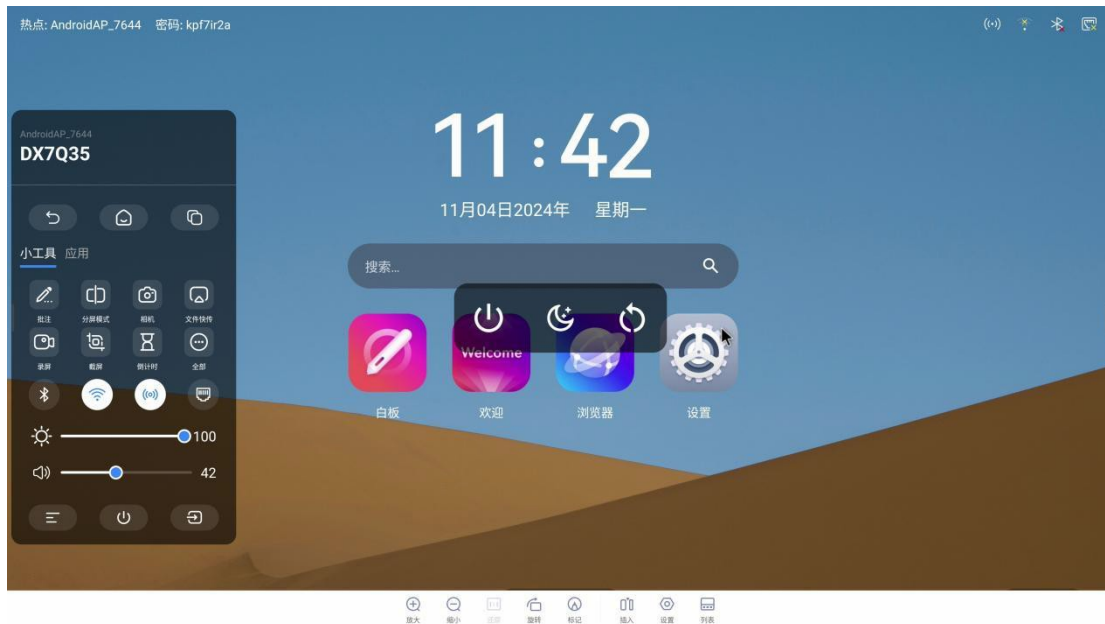 热点: AndroidAP_7644 密码: kpf7ir2a
AndroidAP_7644
DX7Q35
小工具 应用
批注 分屏模式 相机 文件快传
录屏 截屏 倒计时 全部
100
42
11:42
11月04日2024年 星期一
搜索...
Welcome
白板 欢迎 浏览器 设置
放大 缩小 还原 旋转 标记 插入 设置 列表